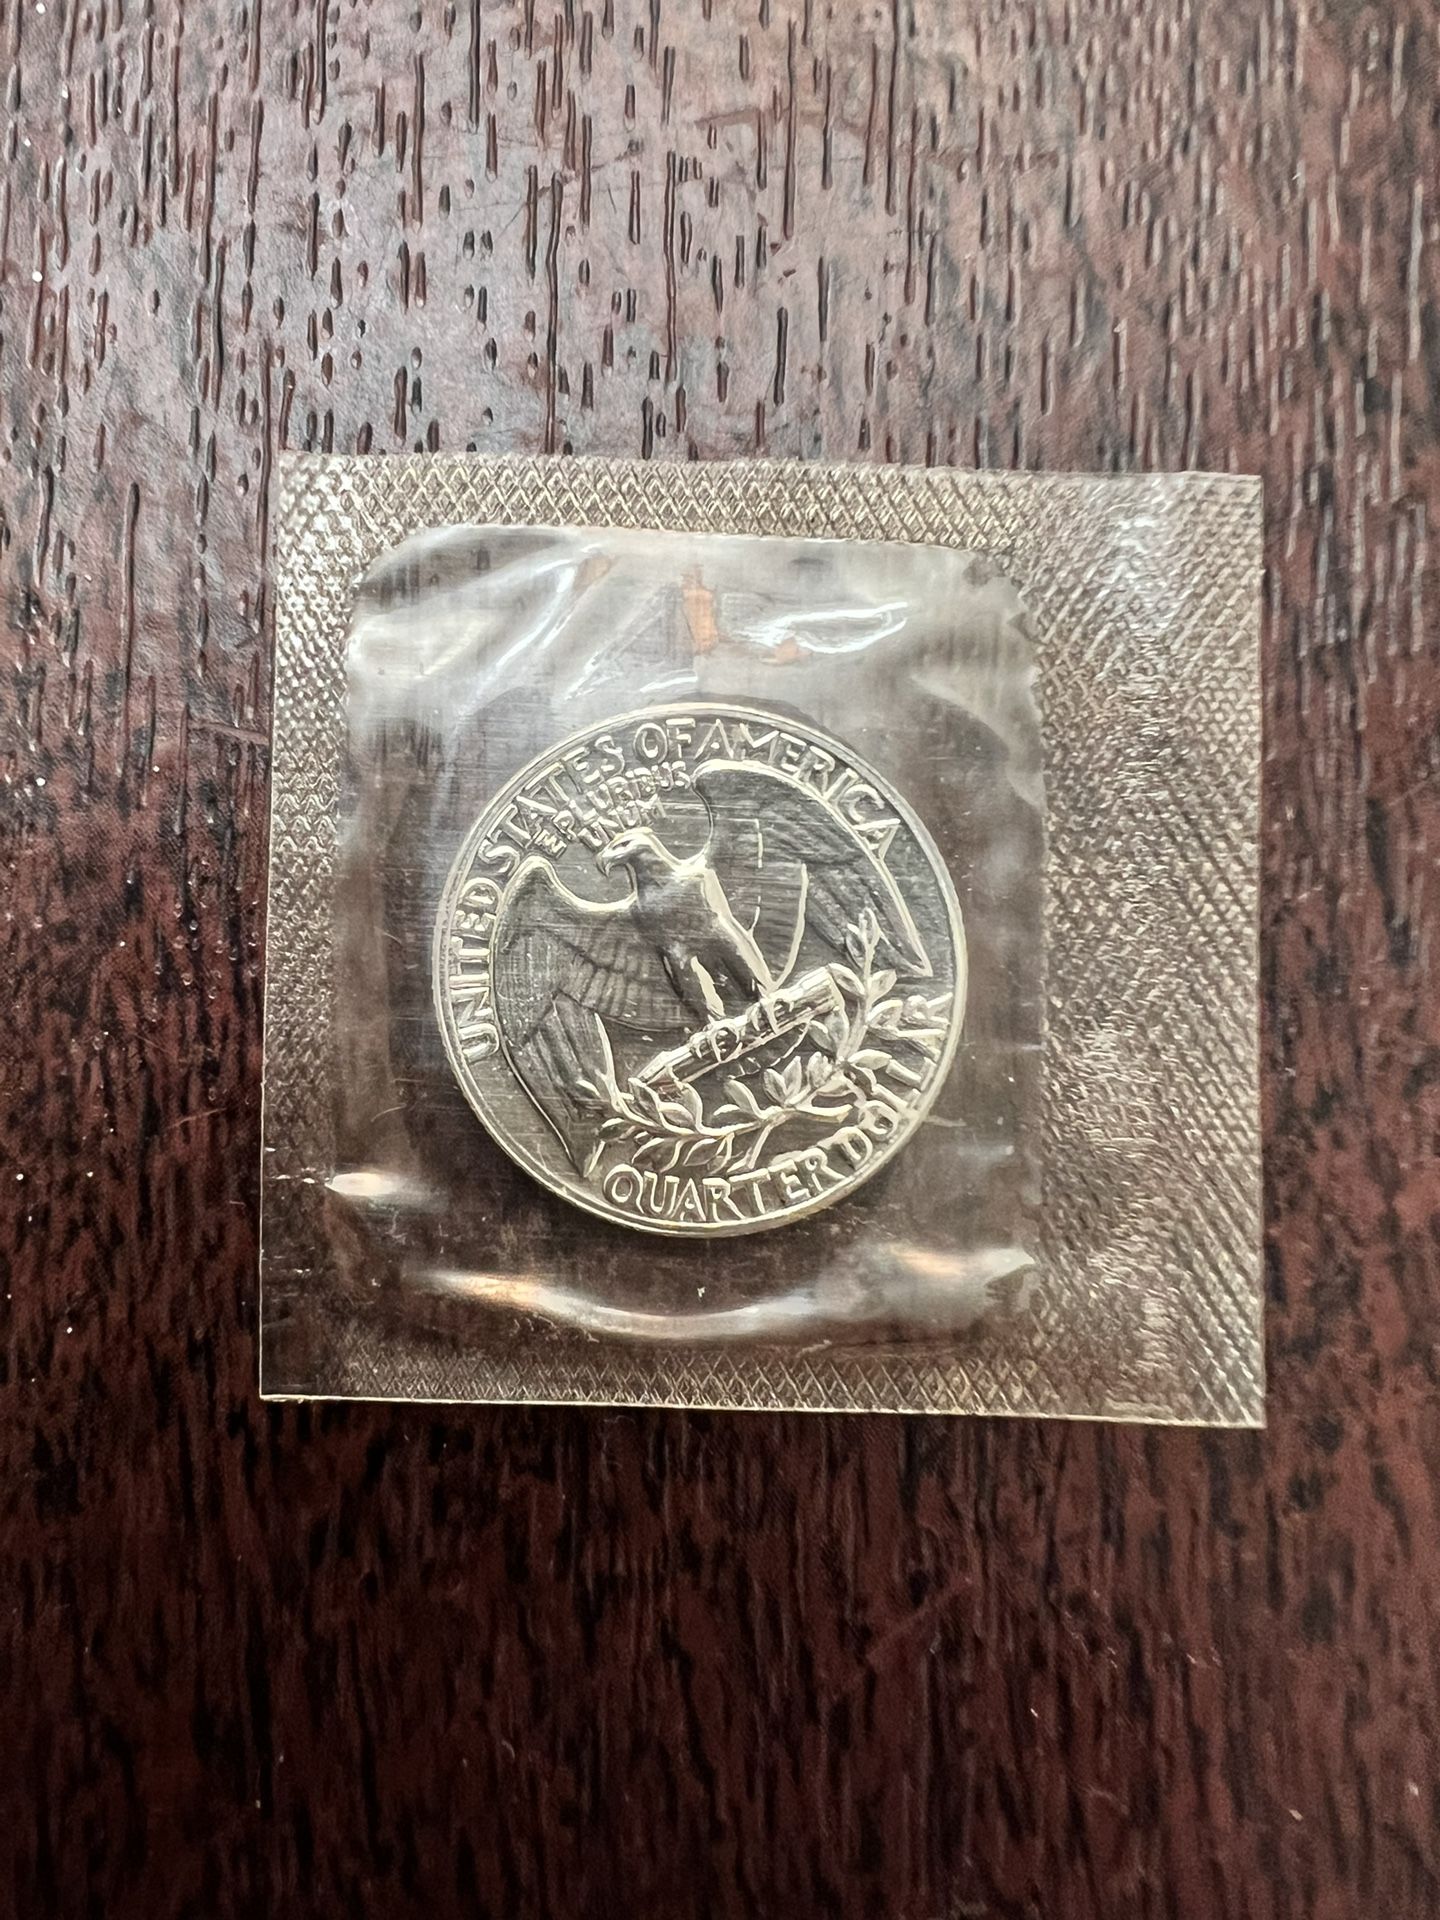 UNITED STATES OF AMERICA
E PLURIBUS
UNUM
QUARTER DOLLAR